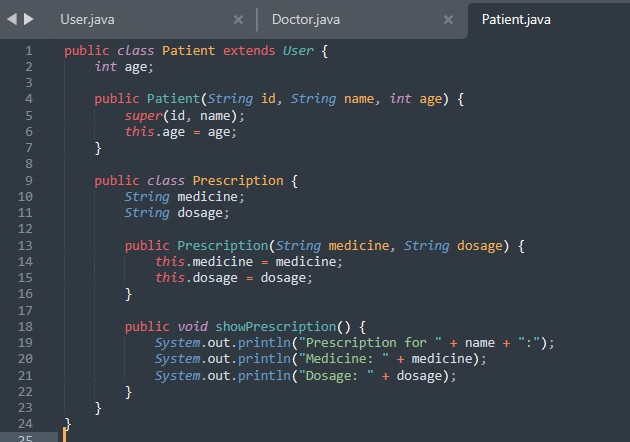 User.java × Doctor.java × Patient.java
1 public class Patient extends User {
2 int age;
3
4 public Patient(String id, String name, int age) {
5 super(id, name);
6 this.age = age;
7 }
8
9 public class Prescription {
10 String medicine;
11 String dosage;
12
13 public Prescription(String medicine, String dosage) {
14 this.medicine = medicine;
15 this.dosage = dosage;
16 }
17
18 public void showPrescription() {
19 System.out.println("Prescription for " + name + ":");
20 System.out.println("Medicine: " + medicine);
21 System.out.println("Dosage: " + dosage);
22 }
23 }
24 }
25